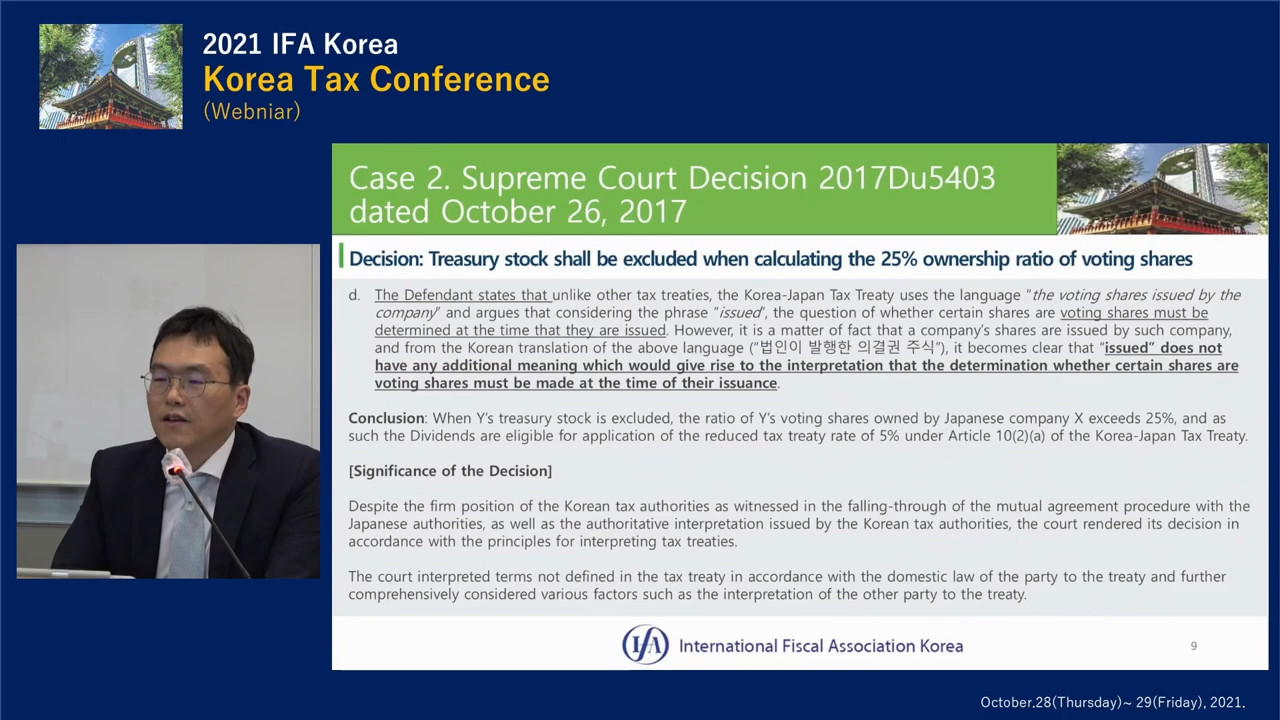 2021 IFA Korea
Korea Tax Conference
(Webniar)
Case 2. Supreme Court Decision 2017Du5403
dated October 26, 2017
Decision: Treasury stock shall be excluded when calculating the 25% ownership ratio of voting shares
d. The Defendant states that unlike other tax treaties, the Korea-Japan Tax Treaty uses the language "the voting shares issued by the
company" and argues that considering the phrase "issued", the question of whether certain shares are voting shares must be
determined at the time that they are issued. However, it is a matter of fact that a company's shares are issued by such company,
and from the Korean translation of the above language ("법인이 발행한 의결권 주식"), it becomes clear that "issued" does not
have any additional meaning which would give rise to the interpretation that the determination whether certain shares are
voting shares must be made at the time of their issuance.
Conclusion: When Y's treasury stock is excluded, the ratio of Y's voting shares owned by Japanese company X exceeds 25%, and as
such the Dividends are eligible for application of the reduced tax treaty rate of 5% under Article 10(2)(a) of the Korea-Japan Tax Treaty.
[Significance of the Decision]
Despite the firm position of the Korean tax authorities as witnessed in the falling-through of the mutual agreement procedure with the
Japanese authorities, as well as the authoritative interpretation issued by the Korean tax authorities, the court rendered its decision in
accordance with the principles for interpreting tax treaties.
The court interpreted terms not defined in the tax treaty in accordance with the domestic law of the party to the treaty and further
comprehensively considered various factors such as the interpretation of the other party to the treaty.
IFA International Fiscal Association Korea
9
October.28(Thursday)~ 29(Friday), 2021.